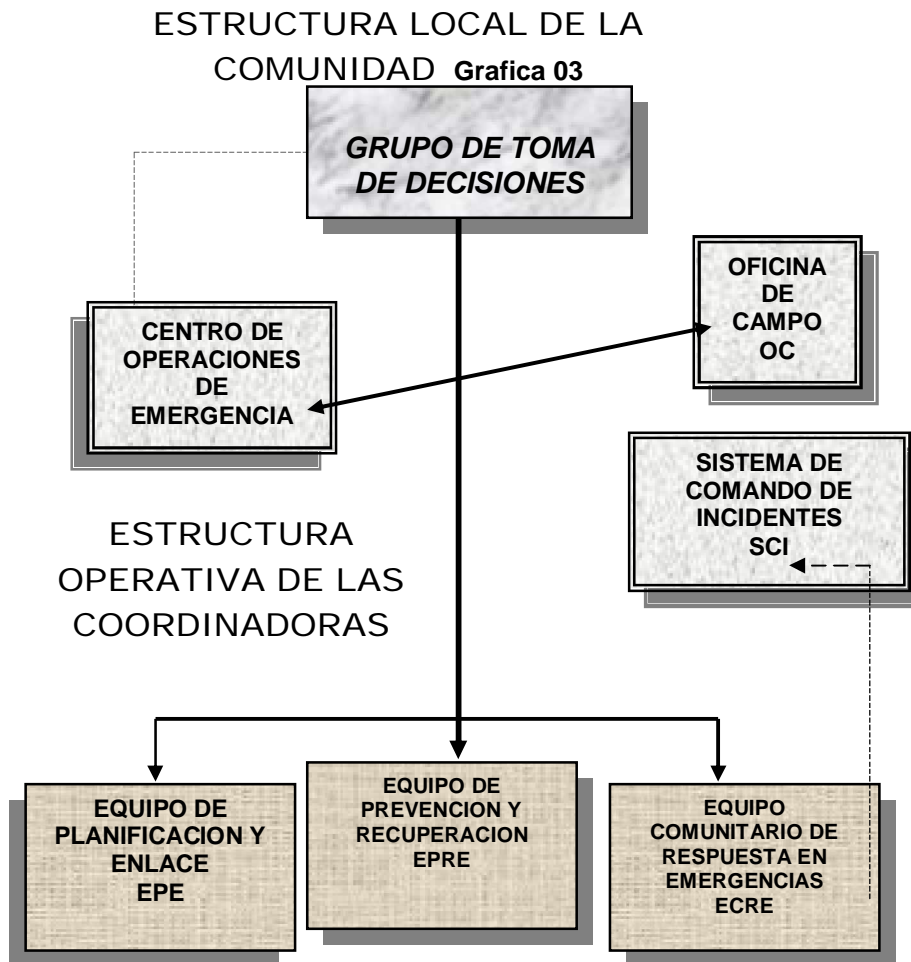 ESTRUCTURA LOCAL DE LA
COMUNIDAD Grafica 03
GRUPO DE TOMA
DE DECISIONES
OFICINA
DE
CAMPO
OC
CENTRO DE
OPERACIONES
DE
EMERGENCIA
SISTEMA DE
COMANDO DE
INCIDENTES
SCI
ESTRUCTURA
OPERATIVA DE LAS
COORDINADORAS
EQUIPO DE
PLANIFICACION Y
ENLACE
EPE
EQUIPO DE
PREVENCION Y
RECUPERACION
EPRE
EQUIPO
COMUNITARIO DE
RESPUESTA EN
EMERGENCIAS
ECRE